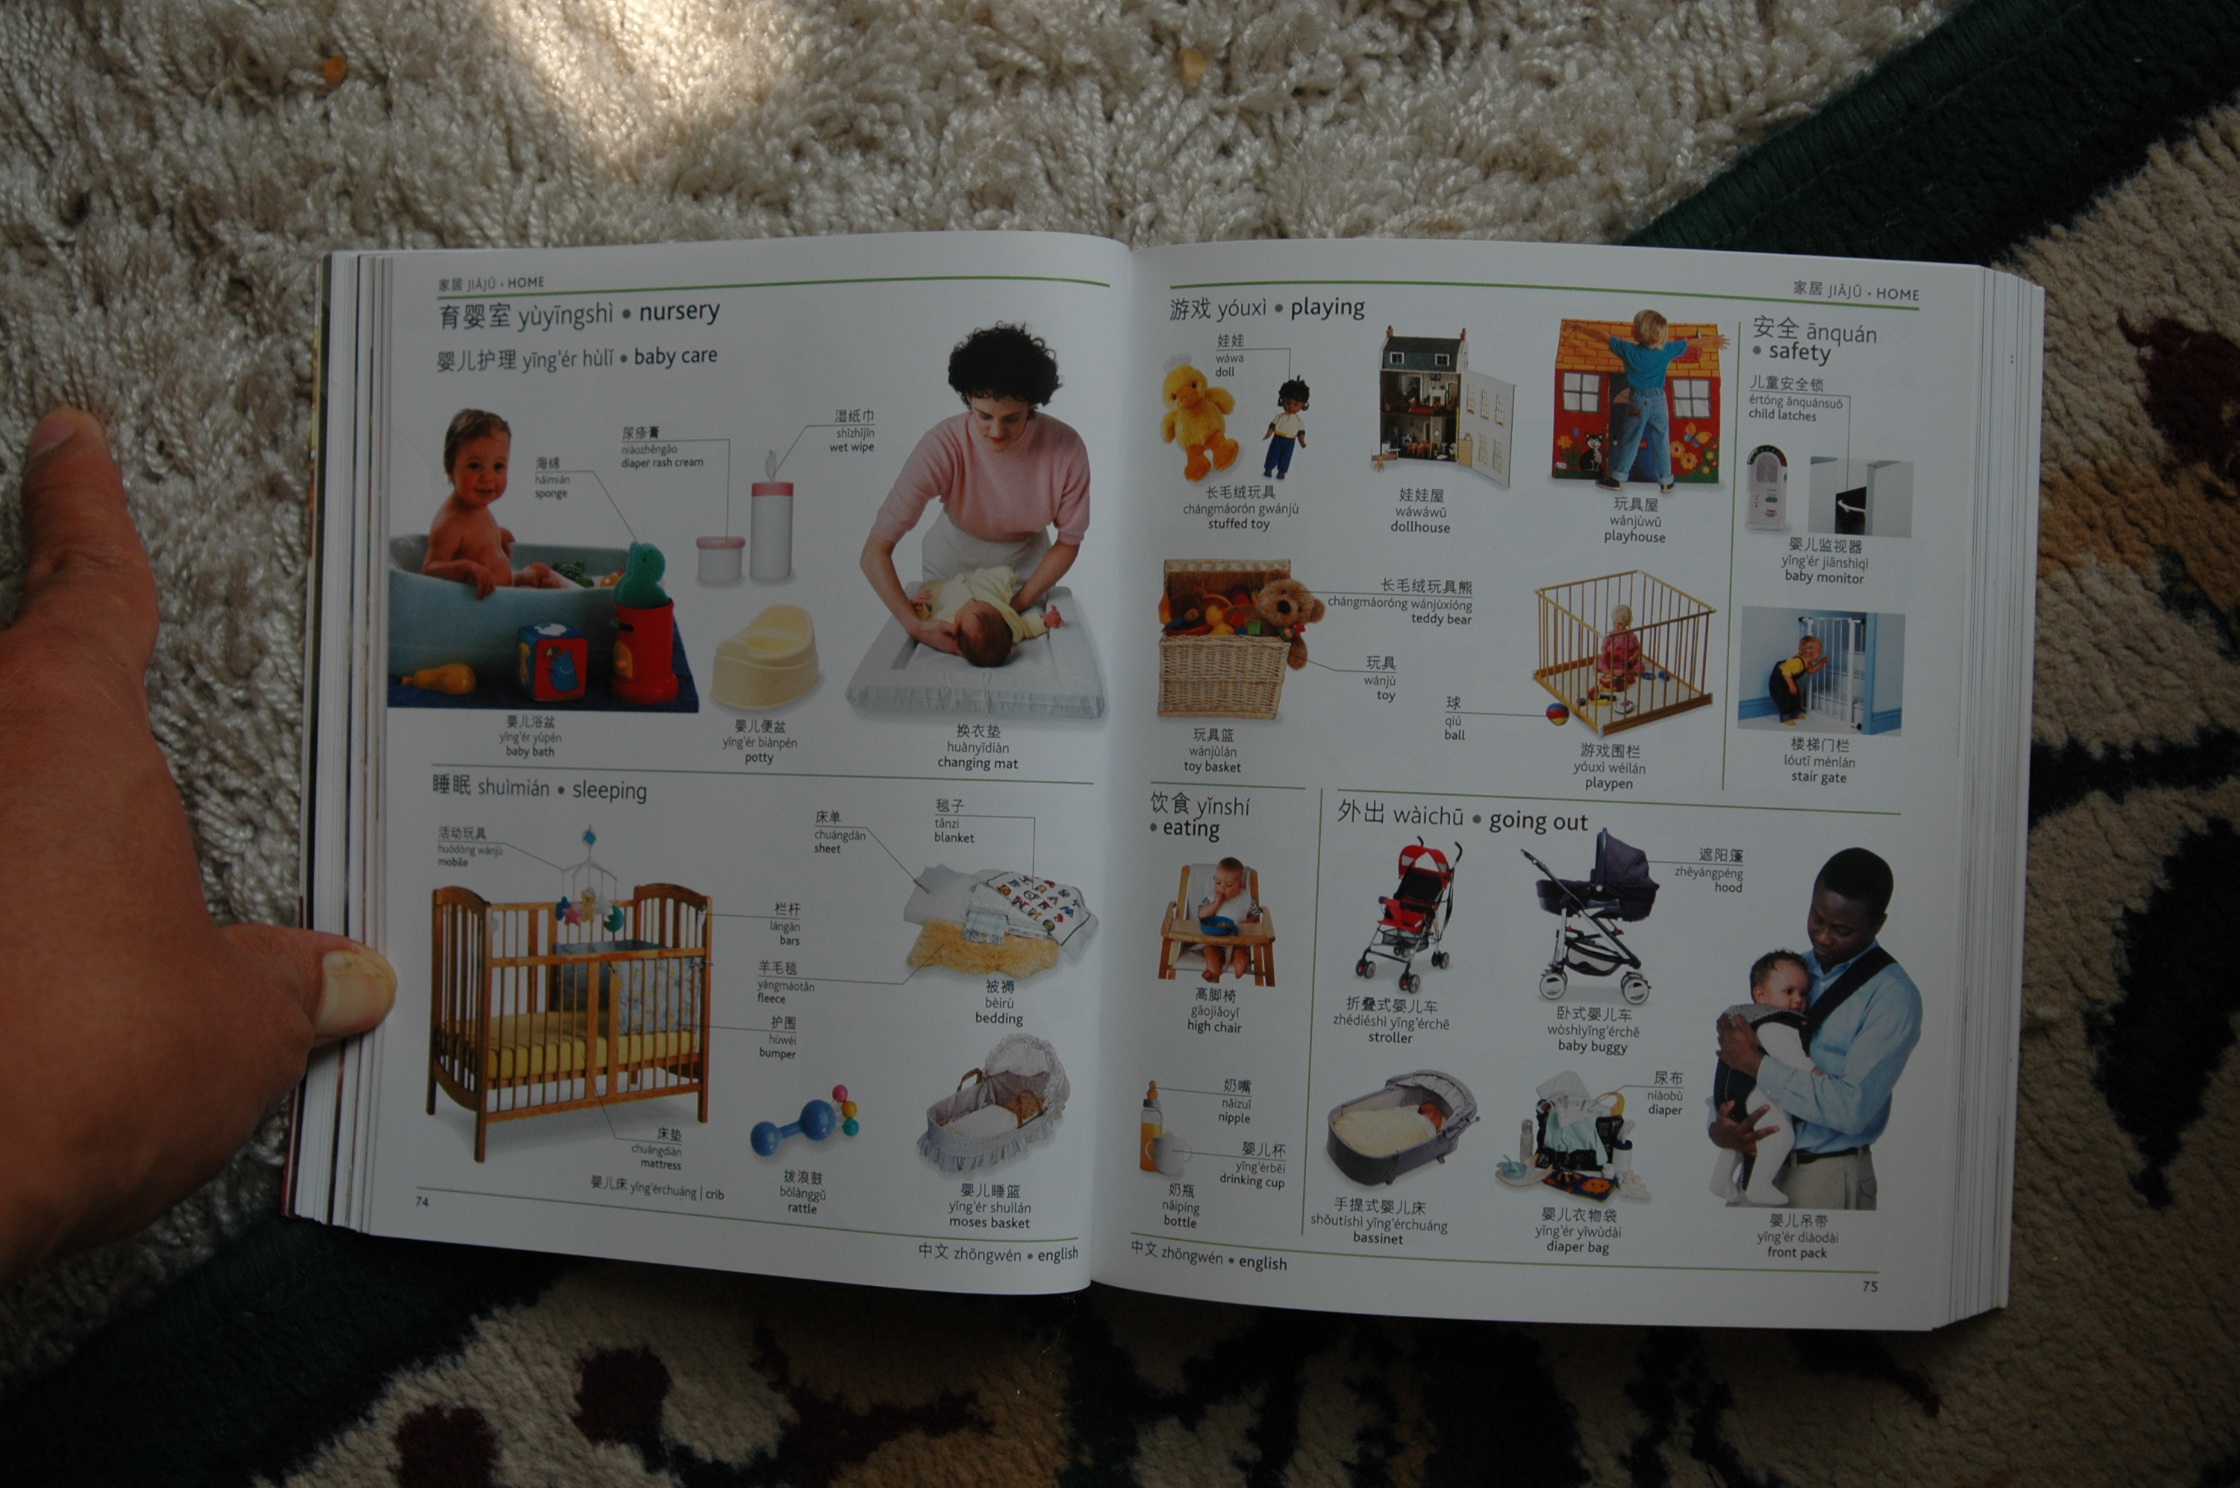 家居 JIĀJŪ • HOME
育婴室 yùyīngshì • nursery
婴儿护理 yīng'ér hùlǐ • baby care
湿纸巾
shīzhǐjīn
wet wipe
尿疹膏
niàozhěngāo
diaper rash cream
海绵
hǎimián
sponge
婴儿浴盆
yīng'ér yùpén
baby bath
婴儿便盆
yīng'ér biànpén
potty
换衣垫
huànyīdiàn
changing mat
睡眠 shuìmián • sleeping
活动玩具
huódòng wánjù
mobile
床单
chuángdān
sheet
毯子
tǎnzi
blanket
栏杆
lángān
bars
羊毛毯
yángmáotǎn
fleece
护围
hùwéi
bumper
被褥
bèirù
bedding
床垫
chuángdiàn
mattress
婴儿床 yīng'érchuáng | crib
拨浪鼓
bōlànggǔ
rattle
婴儿睡篮
yīng'ér shuìlán
moses basket
74
中文 zhōngwén • english
家居 JIĀJŪ • HOME
游戏 yóuxì • playing
娃娃
wáwa
doll
长毛绒玩具
chángmáorón gwánjù
stuffed toy
娃娃屋
wáwáwū
dollhouse
玩具屋
wánjùwū
playhouse
长毛绒玩具熊
chángmáoróng wánjùxióng
teddy bear
玩具
wánjù
toy
玩具篮
wánjùlán
toy basket
球
qiú
ball
游戏围栏
yóuxì wéilán
playpen
安全 ānquán
• safety
儿童安全锁
értóng ānquánsuǒ
child latches
婴儿监视器
yīng'ér jiānshìqì
baby monitor
楼梯门栏
lóutī ménlán
stair gate
饮食 yǐnshí
• eating
高脚椅
gāojiǎoyǐ
high chair
奶嘴
nǎizuǐ
nipple
婴儿杯
yīng'érbēi
drinking cup
奶瓶
nǎipíng
bottle
外出 wàichū • going out
遮阳篷
zhēyángpéng
hood
折叠式婴儿车
zhédiéshì yīng'érchē
stroller
卧式婴儿车
wòshìyīng'érchē
baby buggy
尿布
niàobù
diaper
手提式婴儿床
shǒutíshì yīng'érchuáng
bassinet
婴儿衣物袋
yīng'ér yīwùdài
diaper bag
婴儿吊带
yīng'ér diàodài
front pack
中文 zhōngwén • english
75